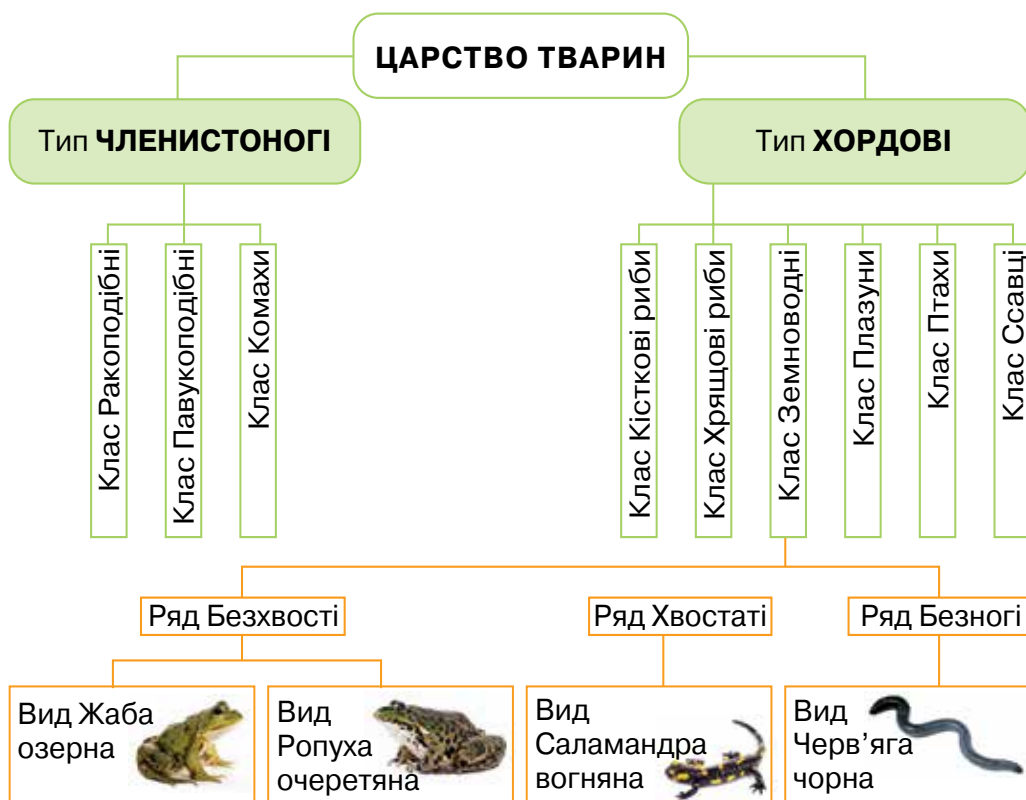 ЦАРСТВО ТВАРИН
Тип ЧЛЕНИСТОНОГІ
Тип ХОРДОВІ
Клас Ракоподібні
Клас Павукоподібні
Клас Комахи
Клас Кісткові риби
Клас Хрящові риби
Клас Земноводні
Клас Плазуни
Клас Птахи
Клас Ссавці
Ряд Безхвості
Ряд Хвостаті
Ряд Безногі
Вид Жаба
озерна
Вид
Ропуха
очеретяна
Вид
Саламандра
вогняна
Вид
Черв’яга
чорна